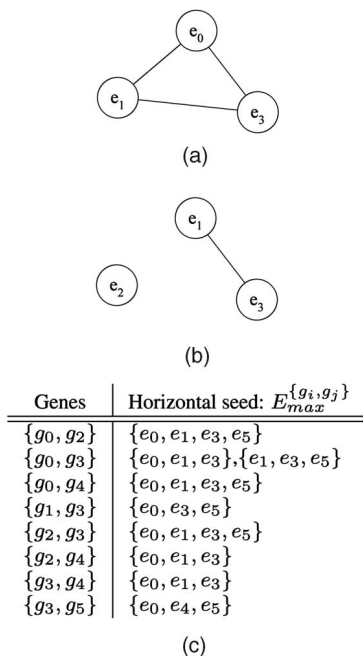 e₀
e₁
e₃
(a)
e₁
e₂
e₃
(b)
Genes Horizontal seed: $E_{max}^{\{g_i, g_j\}}$
{g₀, g₂} {e₀, e₁, e₃, e₅}
{g₀, g₃} {e₀, e₁, e₃},{e₁, e₃, e₅}
{g₀, g₄} {e₀, e₁, e₃, e₅}
{g₁, g₃} {e₀, e₃, e₅}
{g₂, g₃} {e₀, e₁, e₃, e₅}
{g₂, g₄} {e₀, e₁, e₃}
{g₃, g₄} {e₀, e₁, e₃}
{g₃, g₅} {e₀, e₄, e₅}
(c)